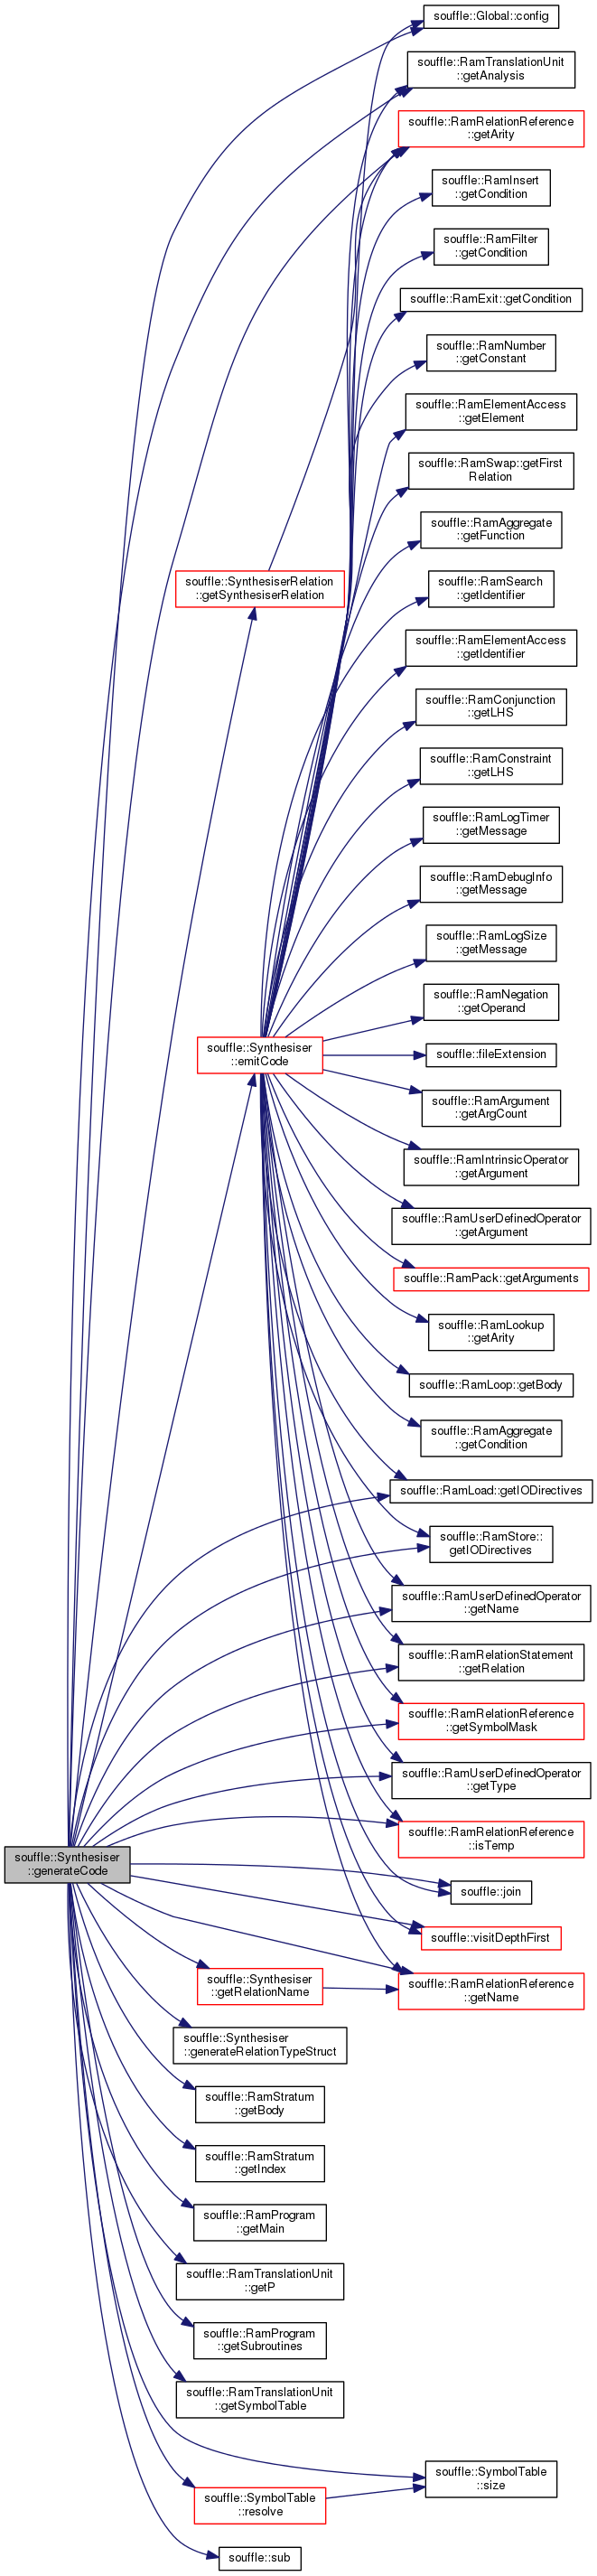 souffle::Global::config
souffle::RamTranslationUnit
::getAnalysis
souffle::RamRelationReference
::getArity
souffle::RamInsert
::getCondition
souffle::RamFilter
::getCondition
souffle::RamExit::getCondition
souffle::RamNumber
::getConstant
souffle::RamElementAccess
::getElement
souffle::RamSwap::getFirst
Relation
souffle::RamAggregate
::getFunction
souffle::SynthesiserRelation
::getSynthesiserRelation
souffle::RamSearch
::getIdentifier
souffle::RamElementAccess
::getIdentifier
souffle::RamConjunction
::getLHS
souffle::RamConstraint
::getLHS
souffle::RamLogTimer
::getMessage
souffle::RamDebugInfo
::getMessage
souffle::RamLogSize
::getMessage
souffle::RamNegation
::getOperand
souffle::Synthesiser
::emitCode
souffle::fileExtension
souffle::RamArgument
::getArgCount
souffle::RamIntrinsicOperator
::getArgument
souffle::RamUserDefinedOperator
::getArgument
souffle::RamPack::getArguments
souffle::RamLookup
::getArity
souffle::RamLoop::getBody
souffle::RamAggregate
::getCondition
souffle::RamLoad::getIODirectives
souffle::RamStore::
getIODirectives
souffle::RamUserDefinedOperator
::getName
souffle::RamRelationStatement
::getRelation
souffle::RamRelationReference
::getSymbolMask
souffle::RamUserDefinedOperator
::getType
souffle::RamRelationReference
::isTemp
souffle::Synthesiser
::generateCode
souffle::join
souffle::visitDepthFirst
souffle::Synthesiser
::getRelationName
souffle::RamRelationReference
::getName
souffle::Synthesiser
::generateRelationTypeStruct
souffle::RamStratum
::getBody
souffle::RamStratum
::getIndex
souffle::RamProgram
::getMain
souffle::RamTranslationUnit
::getP
souffle::RamProgram
::getSubroutines
souffle::RamTranslationUnit
::getSymbolTable
souffle::SymbolTable
::size
souffle::SymbolTable
::resolve
souffle::sub